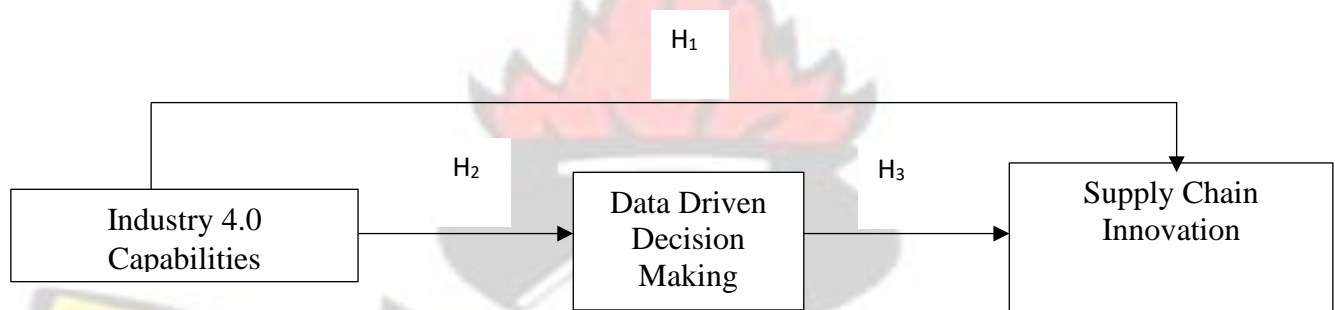 H₁
H₂
H₃
Industry 4.0
Capabilities
Data Driven
Decision
Making
Supply Chain
Innovation